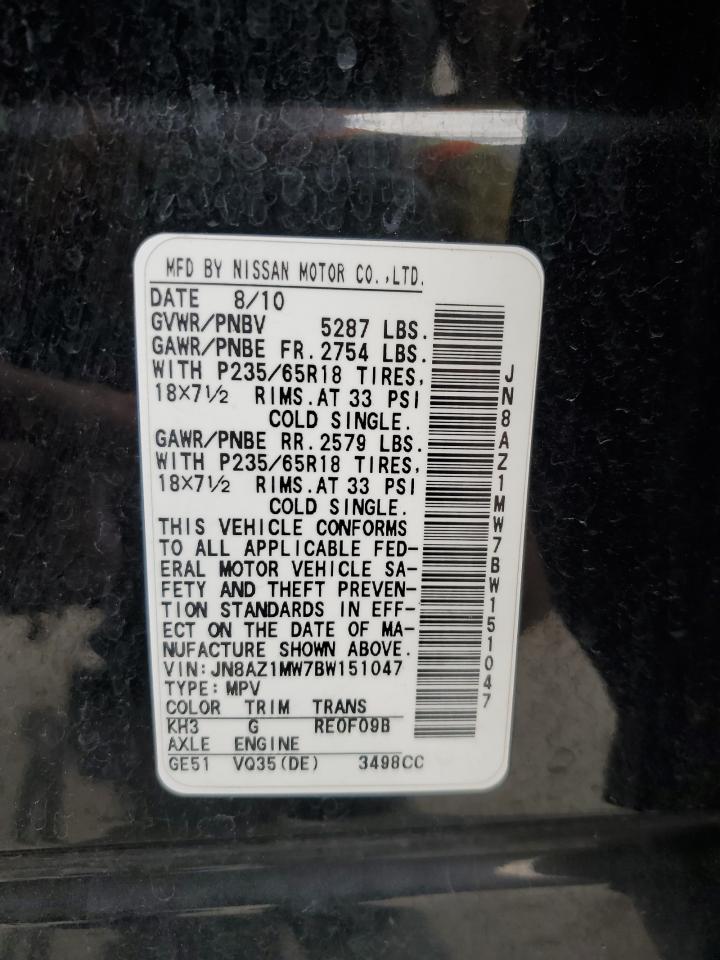 MFD BY NISSAN MOTOR CO.,LTD.
DATE 8/10
GVWR/PNBV 5287 LBS.
GAWR/PNBE FR. 2754 LBS.
WITH P235/65R18 TIRES,
18X7½ RIMS.AT 33 PSI
COLD SINGLE.
GAWR/PNBE RR. 2579 LBS.
WITH P235/65R18 TIRES,
18X7½ RIMS.AT 33 PSI
COLD SINGLE.
THIS VEHICLE CONFORMS
TO ALL APPLICABLE FED-
ERAL MOTOR VEHICLE SA-
FETY AND THEFT PREVEN-
TION STANDARDS IN EFF-
ECT ON THE DATE OF MA-
NUFACTURE SHOWN ABOVE.
VIN:JN8AZ1MW7BW151047
TYPE:MPV
COLOR TRIM TRANS
KH3 G RE0F09B
AXLE ENGINE
GE51 VQ35(DE) 3498CC
JN8AZ1MW7BW151047